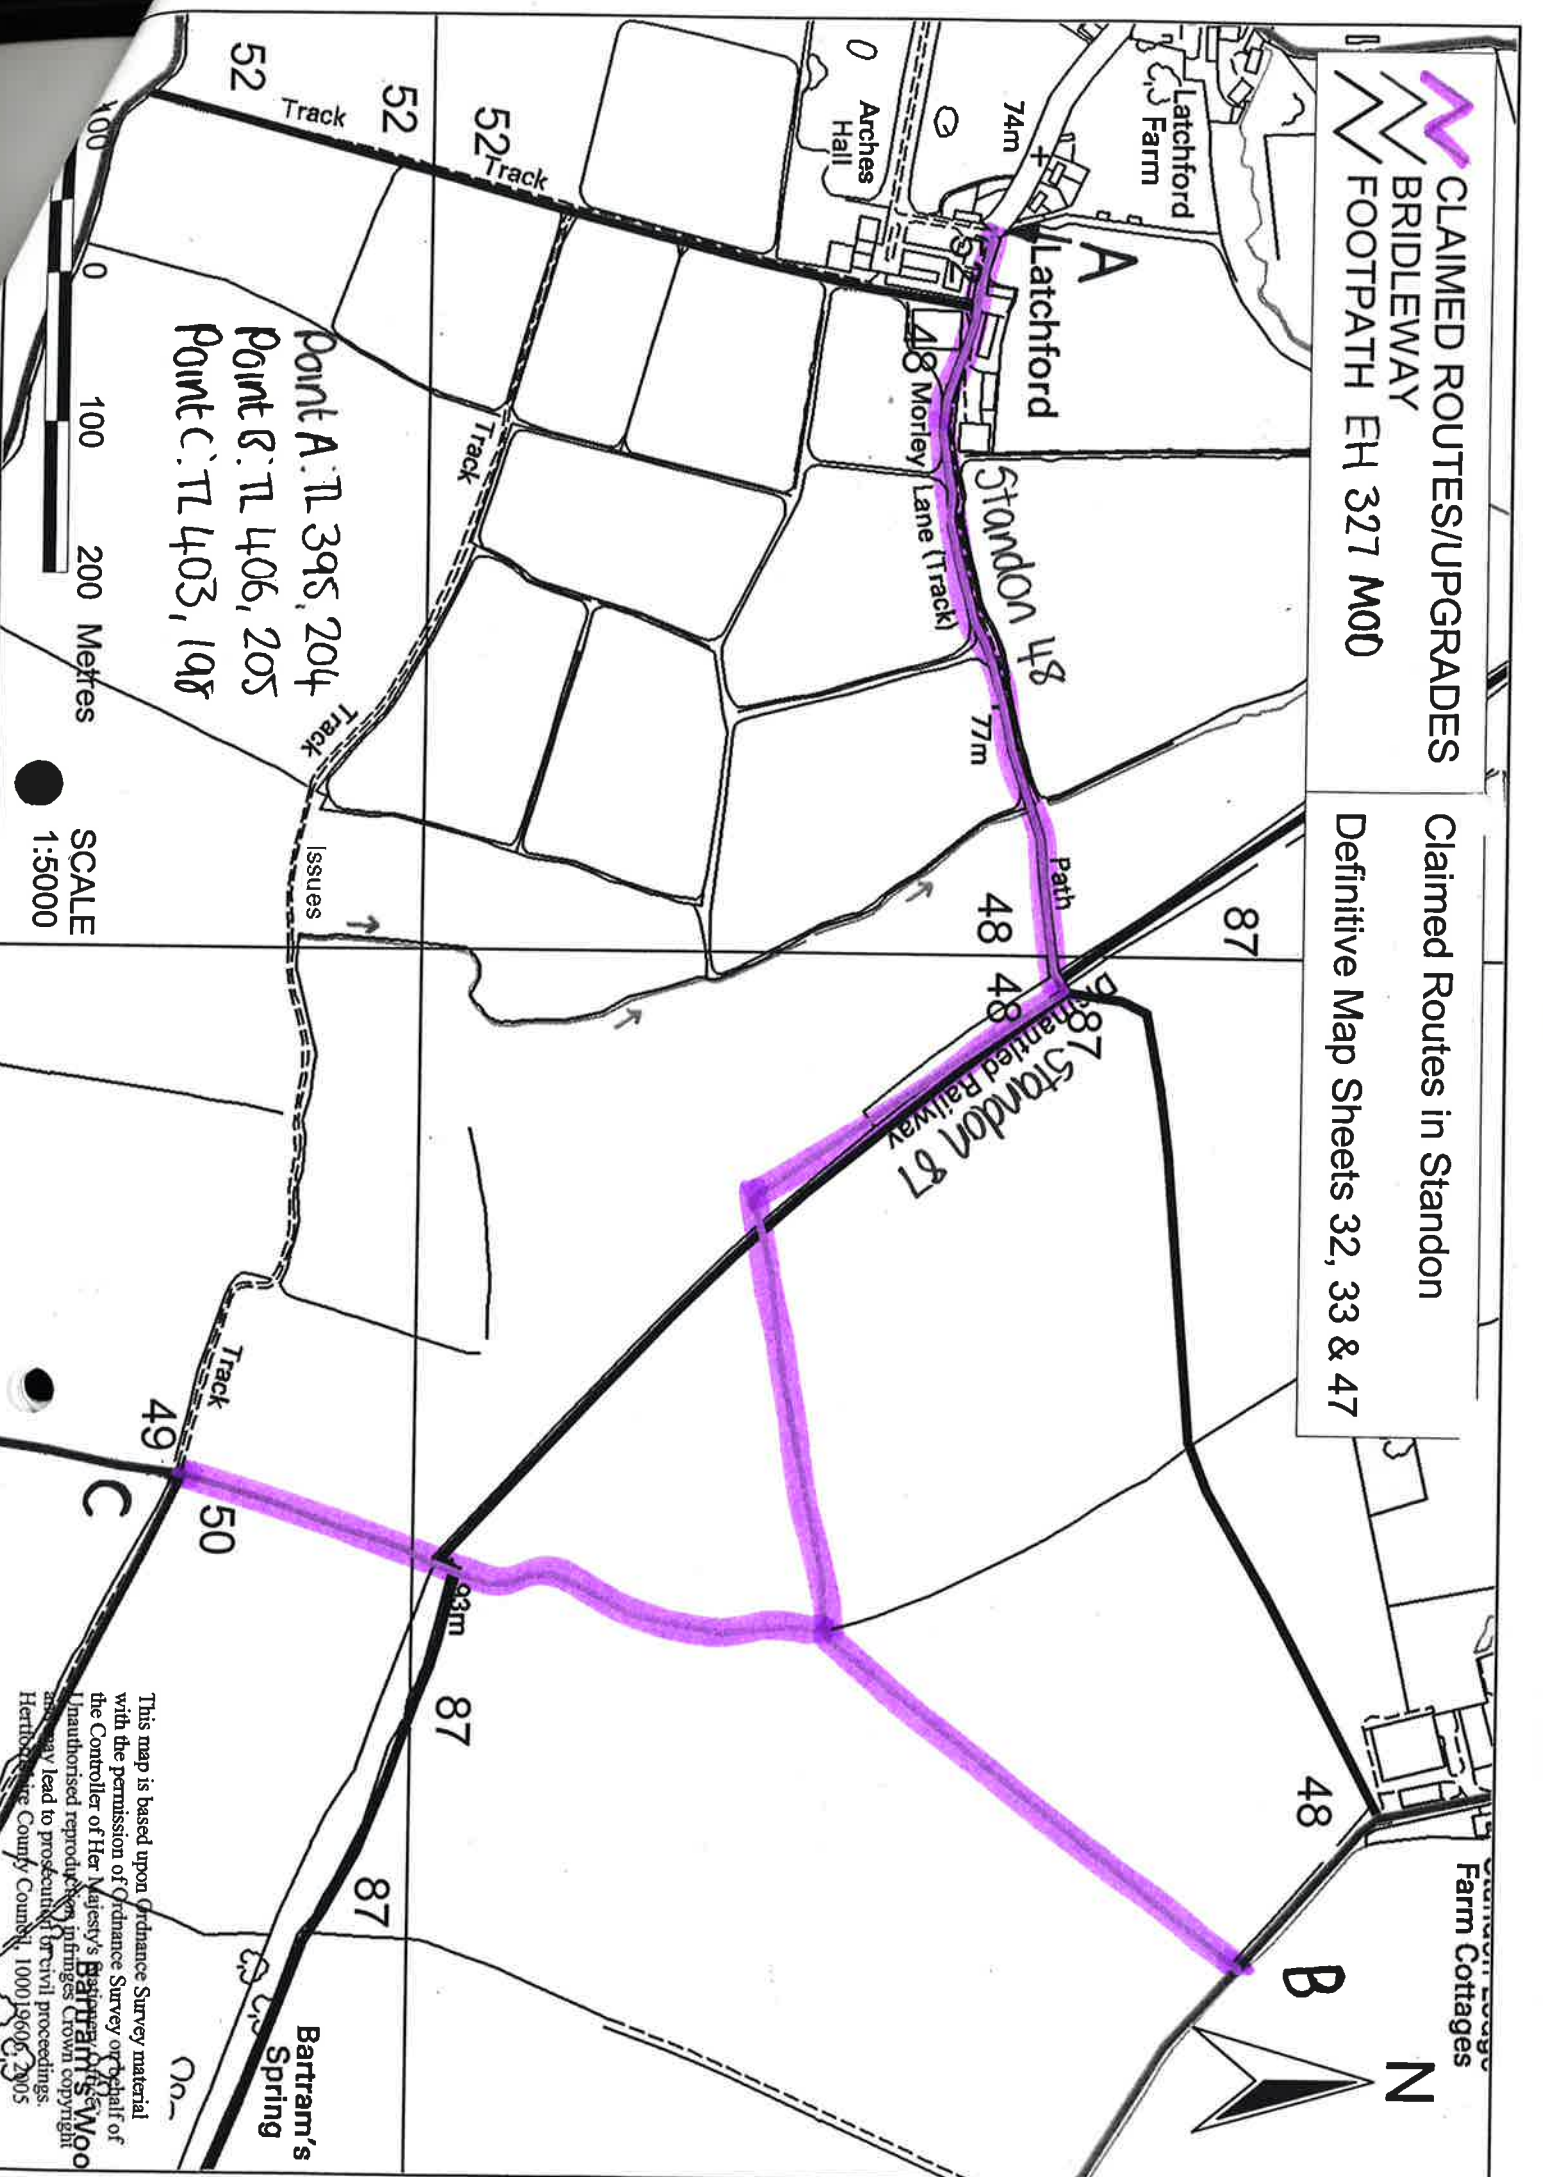 CLAIMED ROUTES/UPGRADES
BRIDLEWAY
FOOTPATH EH 327 MOD
Claimed Routes in Standon
Definitive Map Sheets 32, 33 & 47
Latchford
Farm
74m
A
Latchford
Arches
Hall
48
Morley Lane (Track)
Standon 48
77m
Path
48
48
87
87
Dismantled Railway
Standon 87
48
Farm Cottages
B
N
52
Track
52
52
Track
Track
Track
Issues
Track
49
C
50
93m
87
87
Bartram's
Spring
Point A: TL 395, 204
Point B: TL 406, 205
Point C: TL 403, 198
100
0
100
200 Metres
SCALE
1:5000
This map is based upon Ordnance Survey material
with the permission of Ordnance Survey on behalf of
the Controller of Her Majesty's Stationery Office
Unauthorised reproduction infringes Crown copyright
and may lead to prosecution or civil proceedings.
Hertfordshire County Council, 100019606, 2005
Bartram's Woo